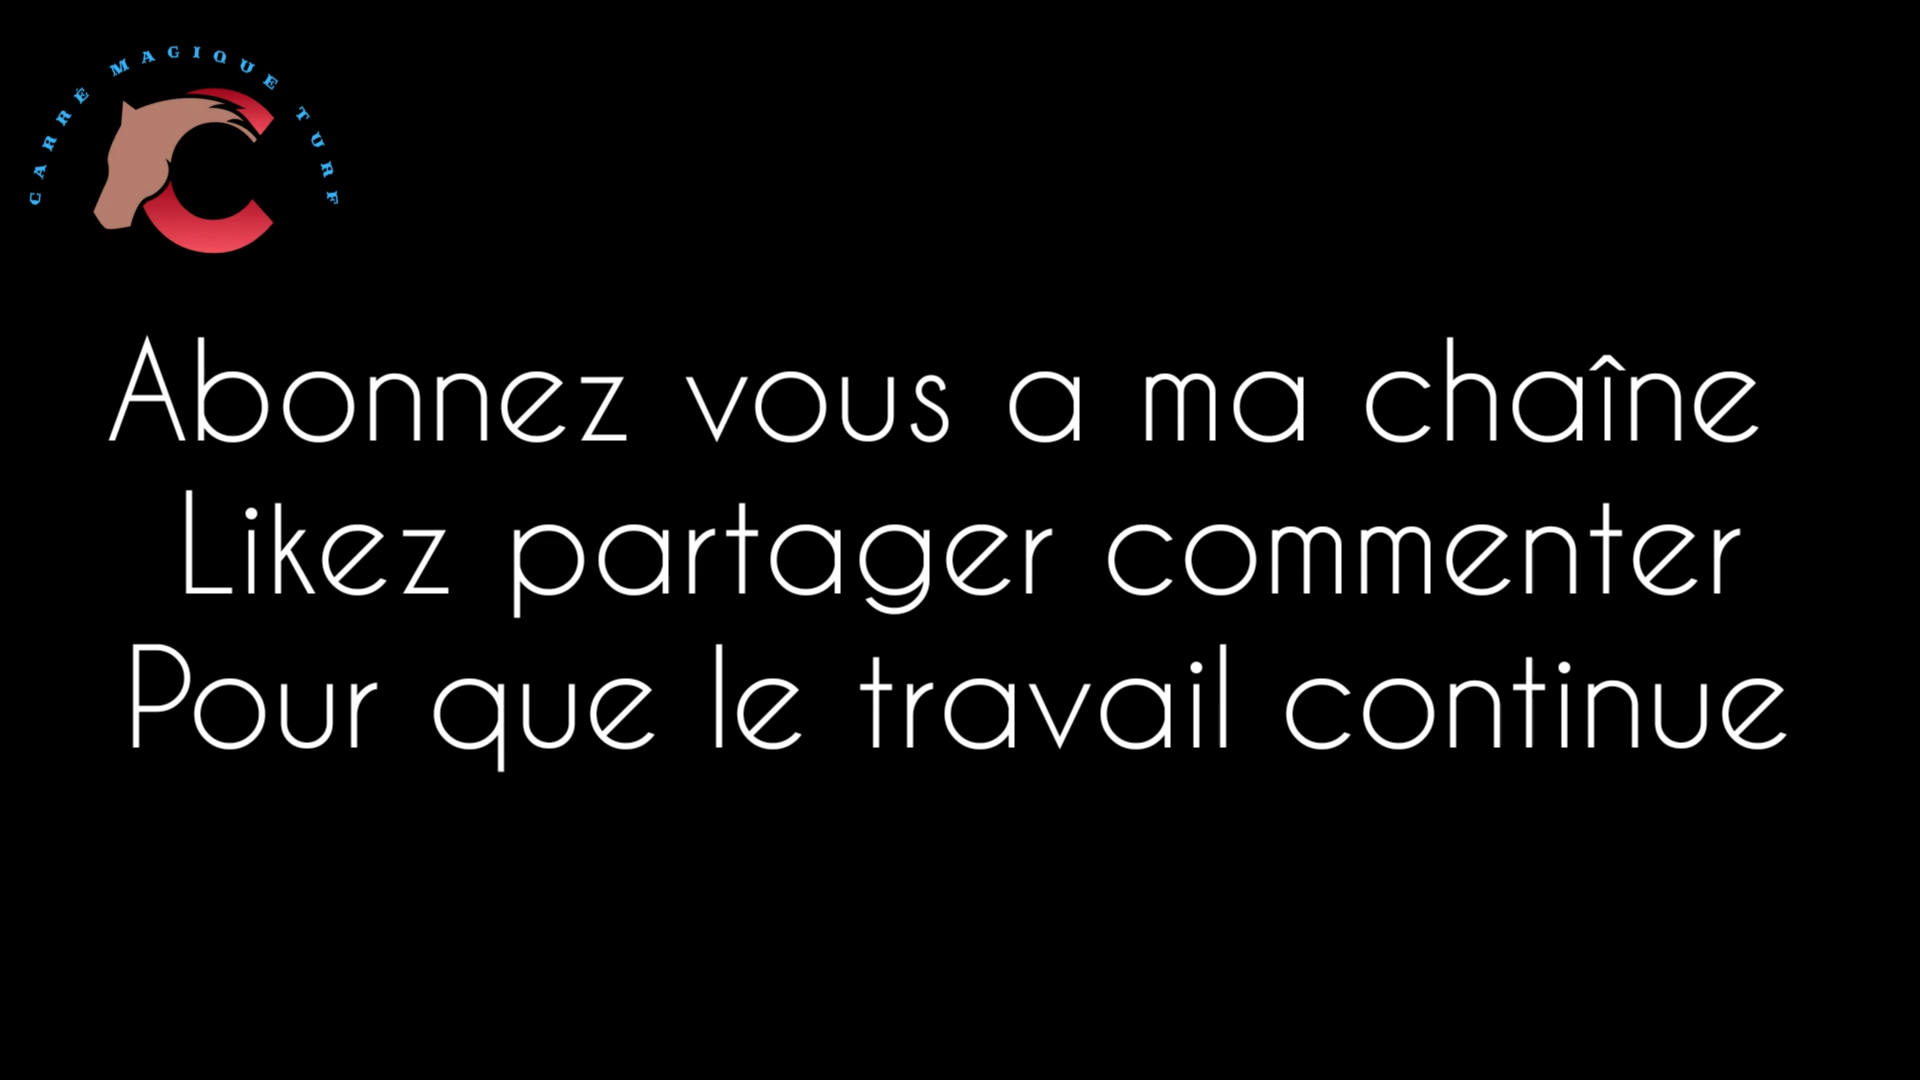 CARRÉ MAGIQUE TURF
Abonnez vous a ma chaîne
Likez partager commenter
Pour que le travail continue